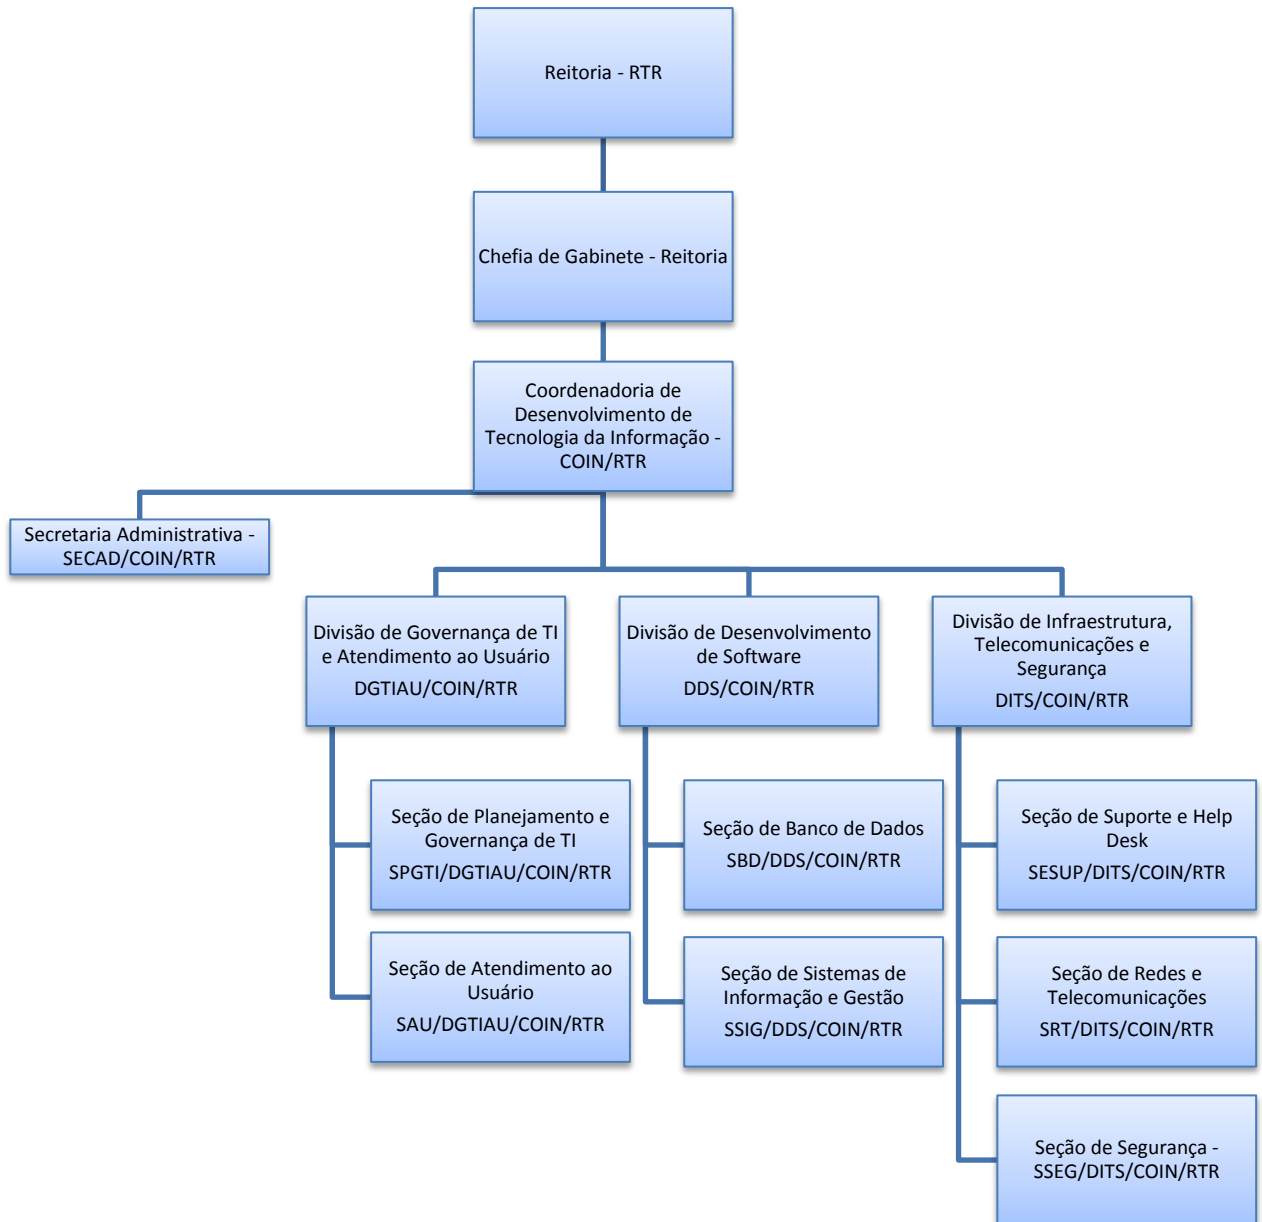 Reitoria - RTR
Chefia de Gabinete - Reitoria
Coordenadoria de
Desenvolvimento de
Tecnologia da Informação -
COIN/RTR
Secretaria Administrativa -
SECAD/COIN/RTR
Divisão de Governança de TI
e Atendimento ao Usuário
DGTIAU/COIN/RTR
Divisão de Desenvolvimento
de Software
DDS/COIN/RTR
Divisão de Infraestrutura,
Telecomunicações e
Segurança
DITS/COIN/RTR
Seção de Planejamento e
Governança de TI
SPGTI/DGTIAU/COIN/RTR
Seção de Banco de Dados
SBD/DDS/COIN/RTR
Seção de Suporte e Help
Desk
SESUP/DITS/COIN/RTR
Seção de Atendimento ao
Usuário
SAU/DGTIAU/COIN/RTR
Seção de Sistemas de
Informação e Gestão
SSIG/DDS/COIN/RTR
Seção de Redes e
Telecomunicações
SRT/DITS/COIN/RTR
Seção de Segurança -
SSEG/DITS/COIN/RTR